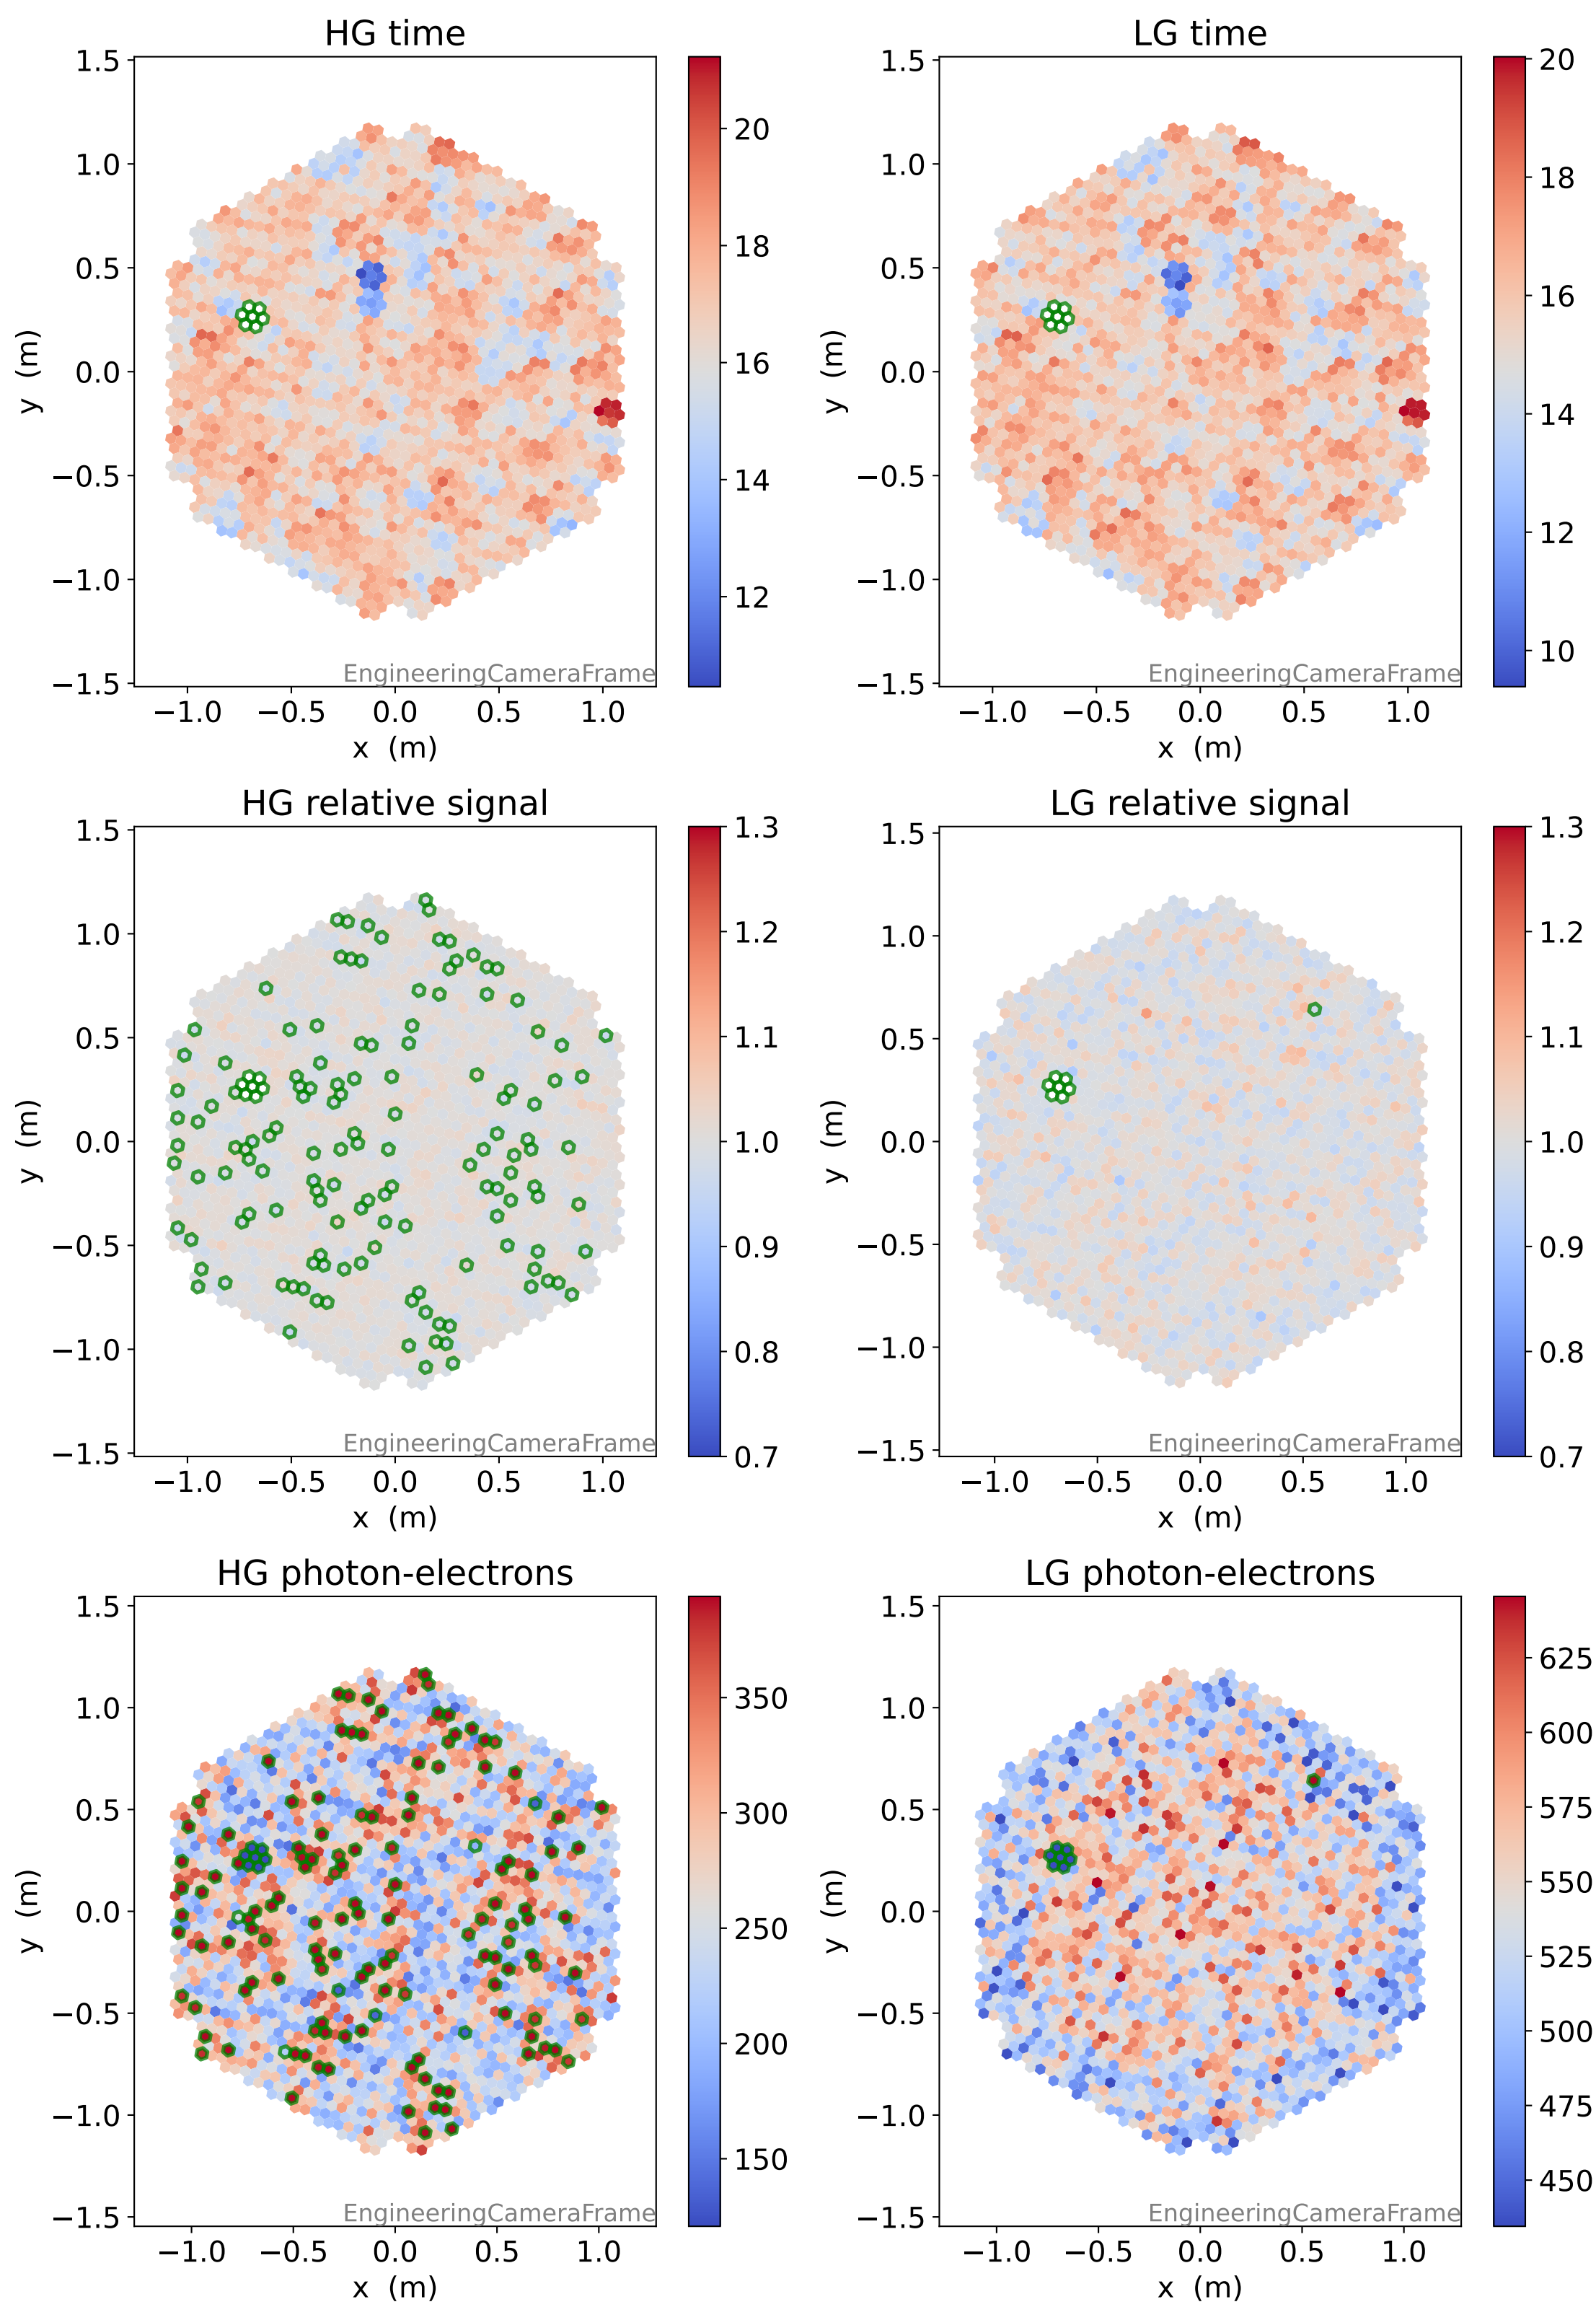 HG time
1.5
1.0
0.5
0.0
−0.5
−1.0
−1.5
y (m)
−1.0 −0.5 0.0 0.5 1.0
x (m)
EngineeringCameraFrame
20
18
16
14
12
LG time
1.5
1.0
0.5
0.0
−0.5
−1.0
−1.5
y (m)
−1.0 −0.5 0.0 0.5 1.0
x (m)
EngineeringCameraFrame
20
18
16
14
12
10
HG relative signal
1.5
1.0
0.5
0.0
−0.5
−1.0
−1.5
y (m)
−1.0 −0.5 0.0 0.5 1.0
x (m)
EngineeringCameraFrame
1.3
1.2
1.1
1.0
0.9
0.8
0.7
LG relative signal
1.5
1.0
0.5
0.0
−0.5
−1.0
−1.5
y (m)
−1.0 −0.5 0.0 0.5 1.0
x (m)
EngineeringCameraFrame
1.3
1.2
1.1
1.0
0.9
0.8
0.7
HG photon-electrons
1.5
1.0
0.5
0.0
−0.5
−1.0
−1.5
y (m)
−1.0 −0.5 0.0 0.5 1.0
x (m)
EngineeringCameraFrame
350
300
250
200
150
LG photon-electrons
1.5
1.0
0.5
0.0
−0.5
−1.0
−1.5
y (m)
−1.0 −0.5 0.0 0.5 1.0
x (m)
EngineeringCameraFrame
625
600
575
550
525
500
475
450